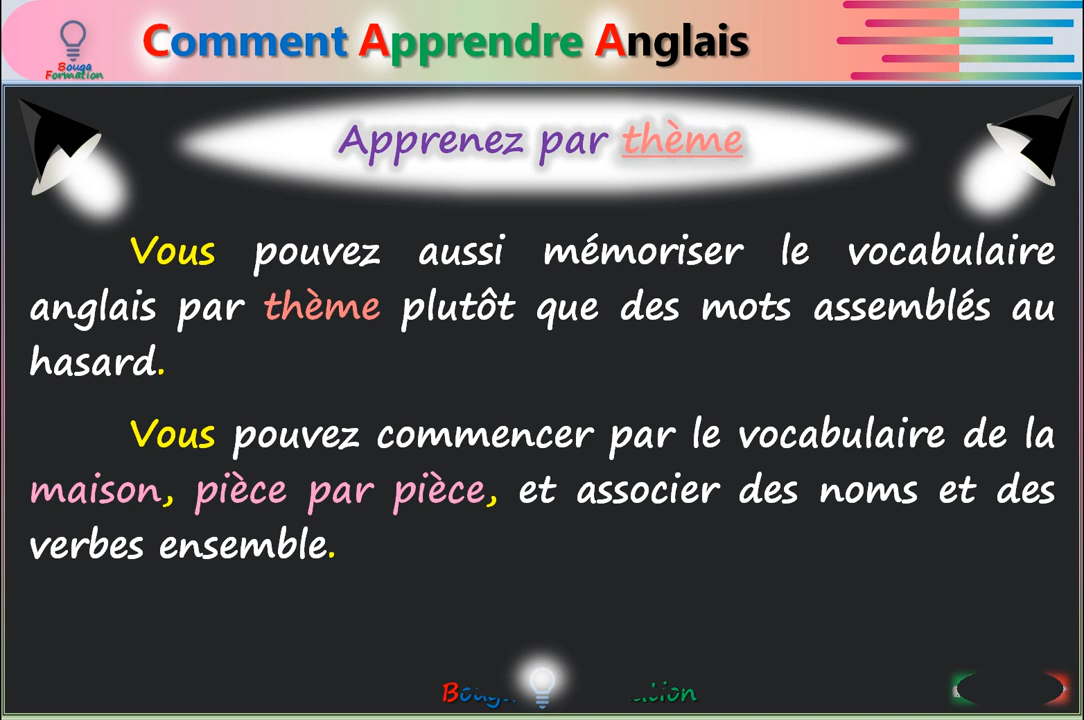 Comment Apprendre Anglais
Bouga
Formation
Apprenez par thème
Vous pouvez aussi mémoriser le vocabulaire
anglais par thème plutôt que des mots assemblés au
hasard.
Vous pouvez commencer par le vocabulaire de la
maison, pièce par pièce, et associer des noms et des
verbes ensemble.